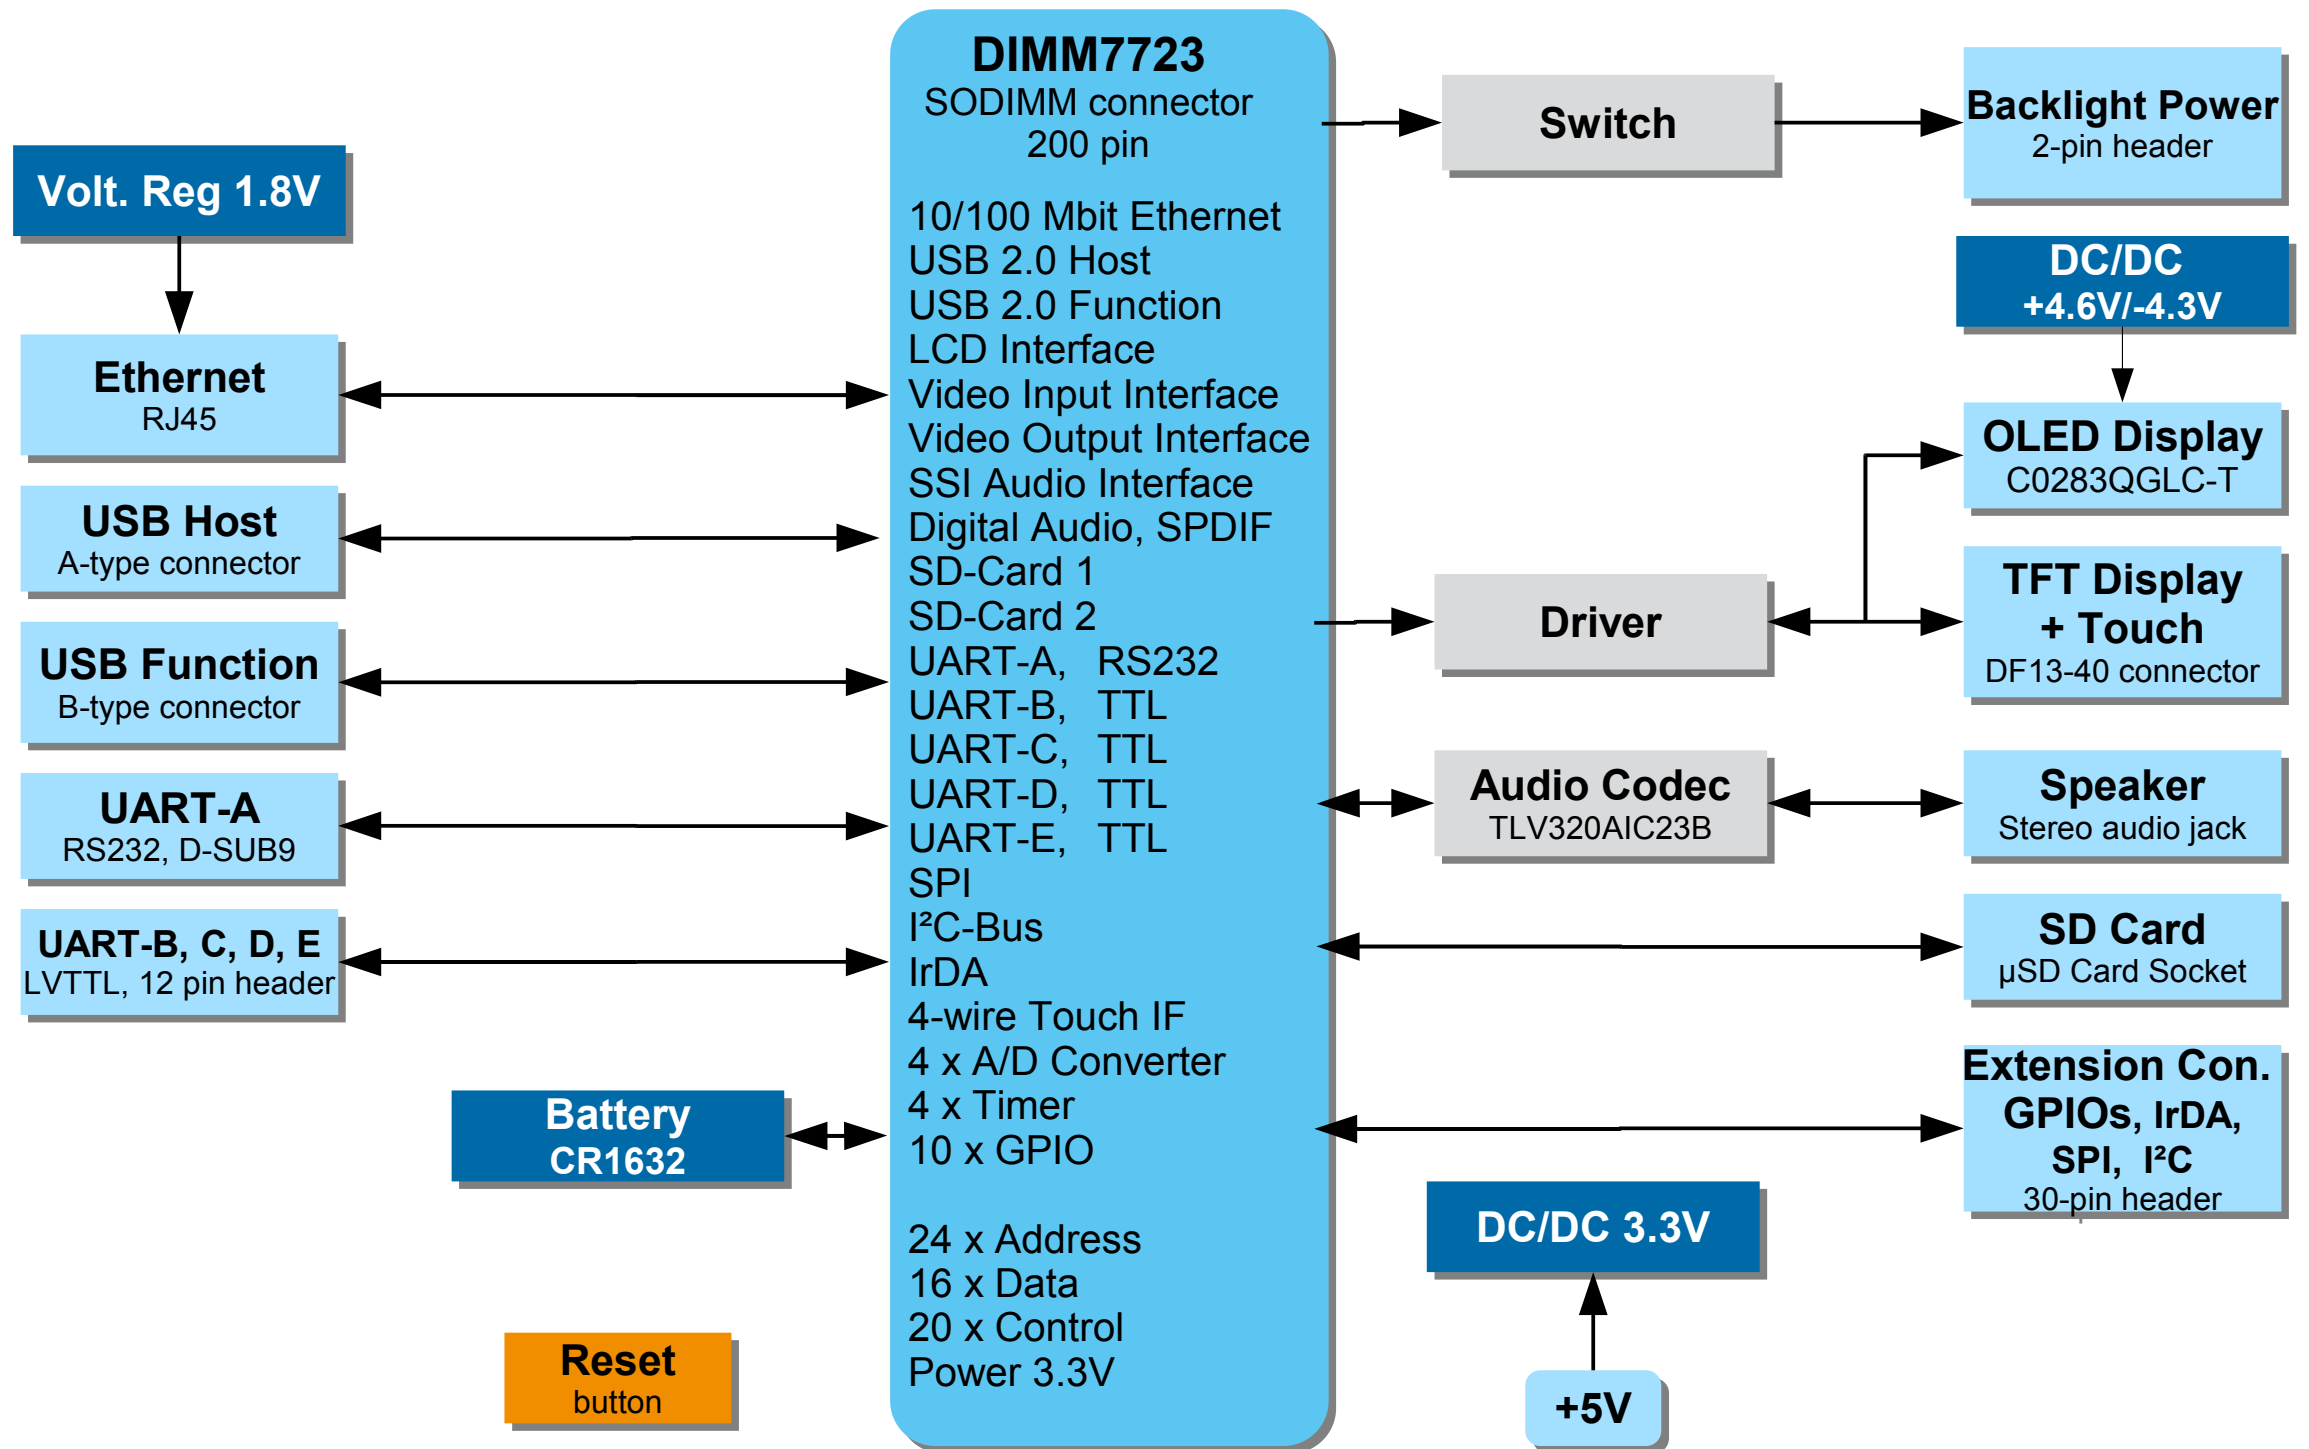 DIMM7723
SODIMM connector
200 pin
10/100 Mbit Ethernet
USB 2.0 Host
USB 2.0 Function
LCD Interface
Video Input Interface
Video Output Interface
SSI Audio Interface
Digital Audio, SPDIF
SD-Card 1
SD-Card 2
UART-A, RS232
UART-B, TTL
UART-C, TTL
UART-D, TTL
UART-E, TTL
SPI
I²C-Bus
IrDA
4-wire Touch IF
4 x A/D Converter
4 x Timer
10 x GPIO
24 x Address
16 x Data
20 x Control
Power 3.3V
Volt. Reg 1.8V
Ethernet
RJ45
USB Host
A-type connector
USB Function
B-type connector
UART-A
RS232, D-SUB9
UART-B, C, D, E
LVTTL, 12 pin header
Battery
CR1632
Reset
button
Switch
Backlight Power
2-pin header
DC/DC
+4.6V/-4.3V
OLED Display
C0283QGLC-T
Driver
TFT Display
+ Touch
DF13-40 connector
Audio Codec
TLV320AIC23B
Speaker
Stereo audio jack
SD Card
µSD Card Socket
Extension Con.
GPIOs, IrDA,
SPI, I²C
30-pin header
DC/DC 3.3V
+5V